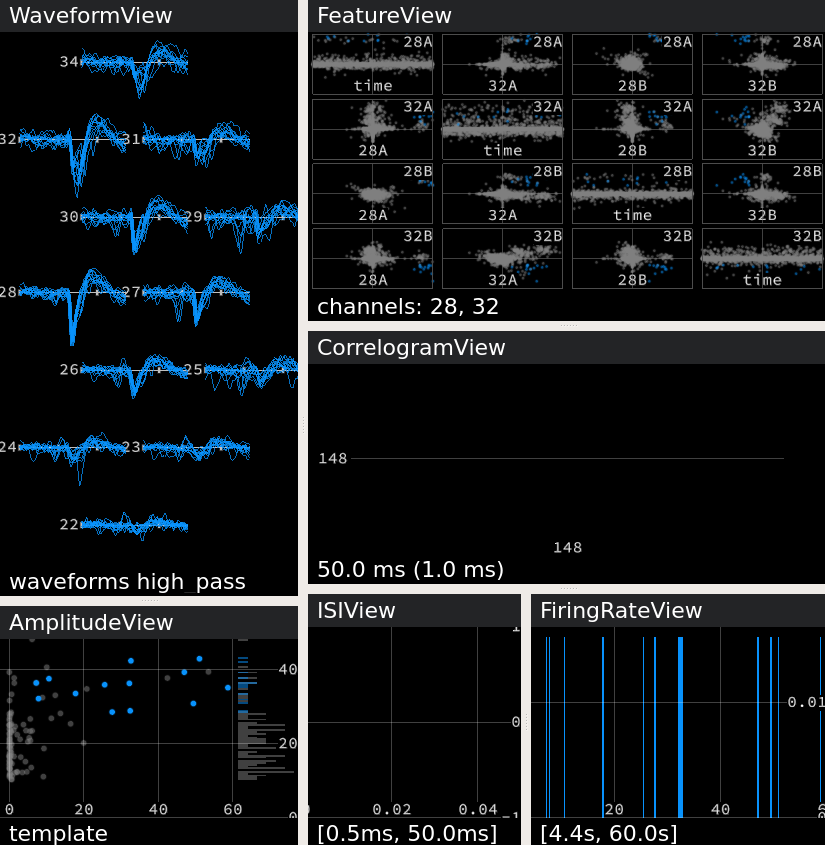 WaveformView
34
32 31
30 29
28 27
26 25
24 23
22
waveforms high_pass
AmplitudeView
40
20
0 20 40 60 0
template
FeatureView
28A 28A 28A 28A
time 32A 28B 32B
32A 32A 32A 32A
28A time 28B 32B
28B 28B 28B 28B
28A 32A time 32B
32B 32B 32B 32B
28A 32A 28B time
channels: 28, 32
CorrelogramView
148
148
50.0 ms (1.0 ms)
ISIView
1
0
0.02 0.04 -1
[0.5ms, 50.0ms]
FiringRateView
0.01
20 40 6
[4.4s, 60.0s]